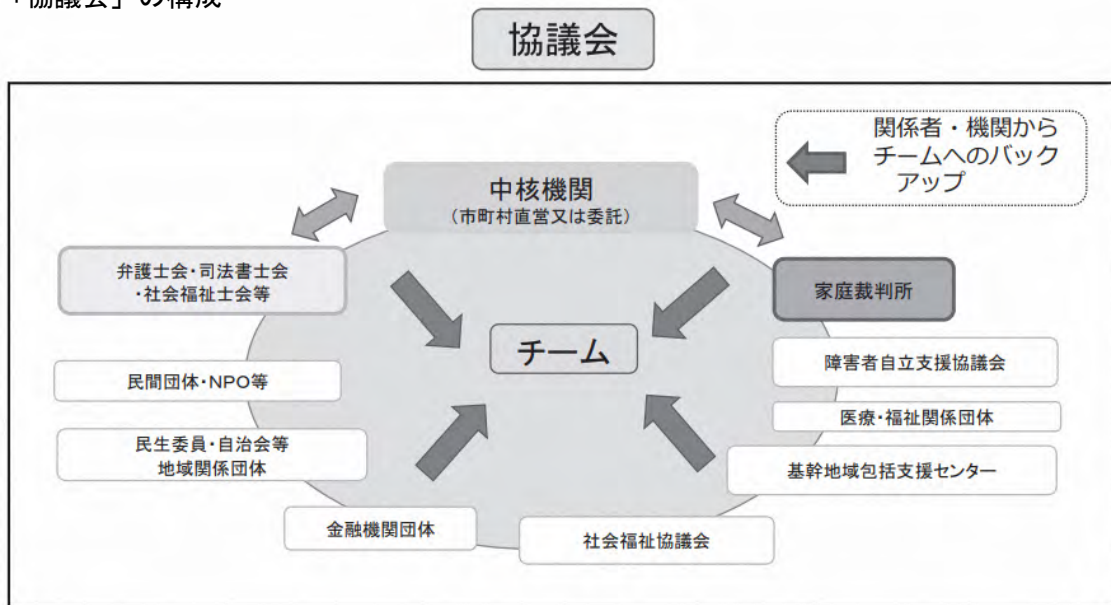 「協議会」の構成
協議会
関係者・機関から
チームへのバック
アップ
中核機関
(市町村直営又は委託)
弁護士会・司法書士会
・社会福祉士会等
家庭裁判所
チーム
障害者自立支援協議会
民間団体・NPO等
医療・福祉関係団体
民生委員・自治会等
地域関係団体
基幹地域包括支援センター
金融機関団体
社会福祉協議会